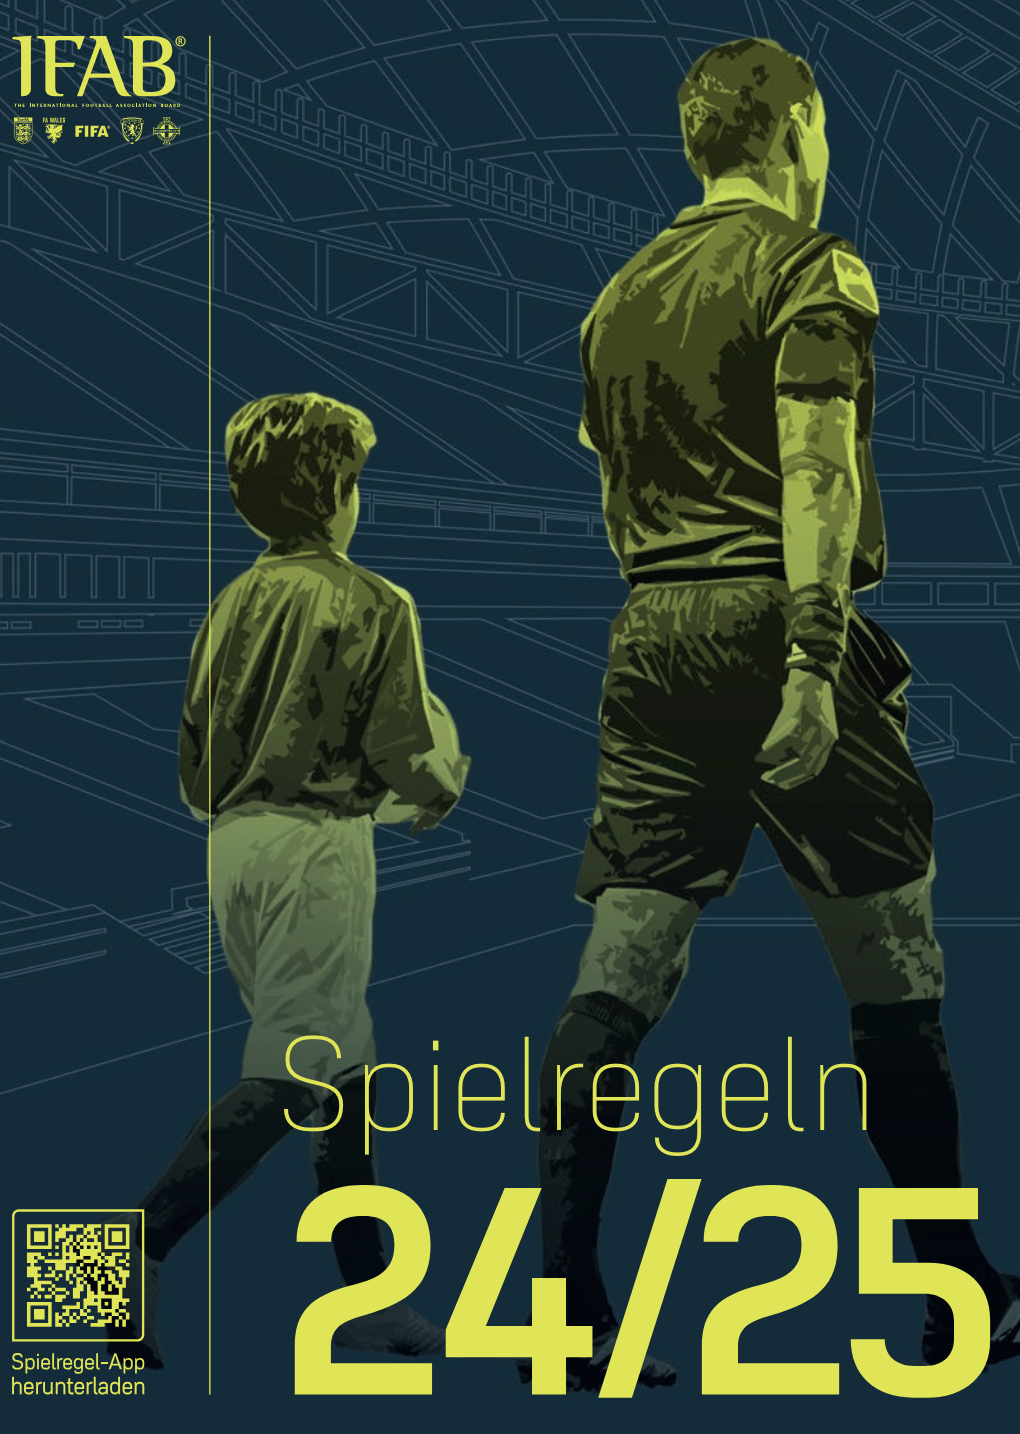 IFAB®
THE INTERNATIONAL FOOTBALL ASSOCIATION BOARD
FA WALES
FIFA®
Spielregeln
24/25
Spielregel-App
herunterladen